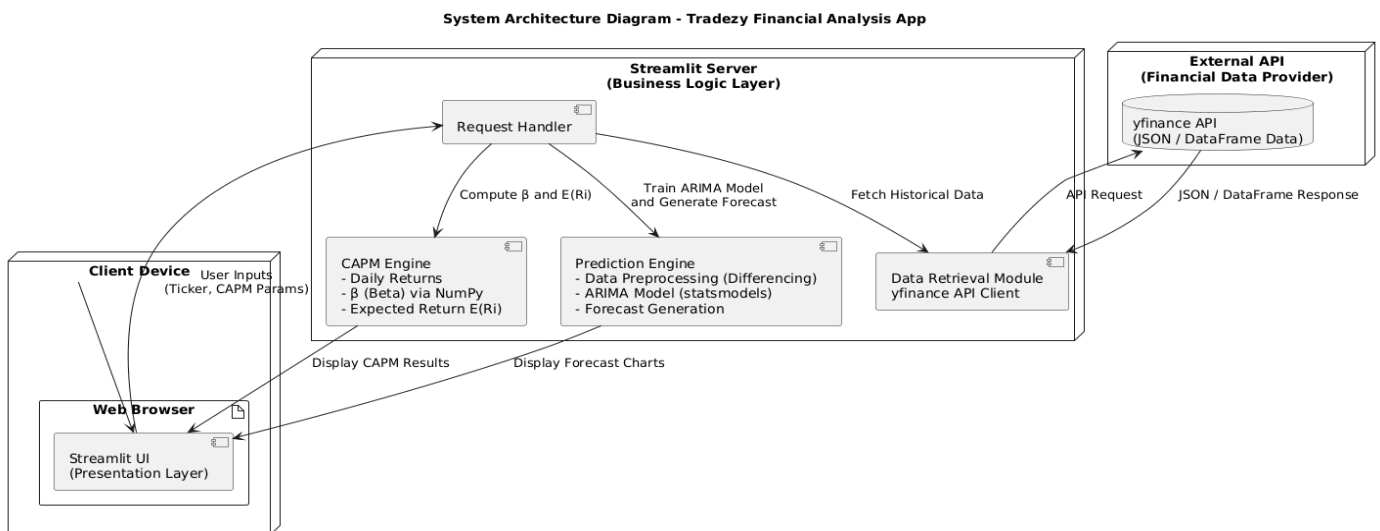 System Architecture Diagram - Tradezy Financial Analysis App
Streamlit Server
(Business Logic Layer)
External API
(Financial Data Provider)
yfinance API
(JSON / DataFrame Data)
Request Handler
Compute β and E(Ri)
Train ARIMA Model
and Generate Forecast
Fetch Historical Data
API Request
JSON / DataFrame Response
CAPM Engine
- Daily Returns
- β (Beta) via NumPy
- Expected Return E(Ri)
Prediction Engine
- Data Preprocessing (Differencing)
- ARIMA Model (statsmodels)
- Forecast Generation
Data Retrieval Module
yfinance API Client
Client Device
User Inputs
(Ticker, CAPM Params)
Display CAPM Results
Display Forecast Charts
Web Browser
Streamlit UI
(Presentation Layer)